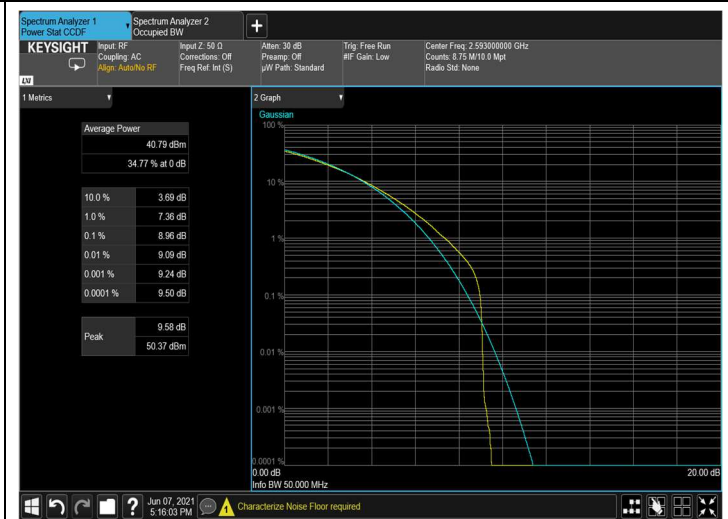 Spectrum Analyzer 1
Power Stat CCDF
Spectrum Analyzer 2
Occupied BW
+
KEYSIGHT
LXI
Input: RF
Coupling: AC
Align: Auto/No RF
Input Z: 50 Ω
Corrections: Off
Freq Ref: Int (S)
Atten: 30 dB
Preamp: Off
µW Path: Standard
Trig: Free Run
#IF Gain: Low
Center Freq: 2.593000000 GHz
Counts: 8.75 M/10.0 Mpt
Radio Std: None
1 Metrics
Average Power
40.79 dBm
34.77 % at 0 dB
10.0 % 3.69 dB
1.0 % 7.36 dB
0.1 % 8.96 dB
0.01 % 9.09 dB
0.001 % 9.24 dB
0.0001 % 9.50 dB
Peak
9.58 dB
50.37 dBm
2 Graph
Gaussian
100 %
10 %
1 %
0.1 %
0.01 %
0.001 %
0.0001 %
0.00 dB
20.00 dB
Info BW 50.000 MHz
?
Jun 07, 2021
5:16:03 PM
1
Characterize Noise Floor required